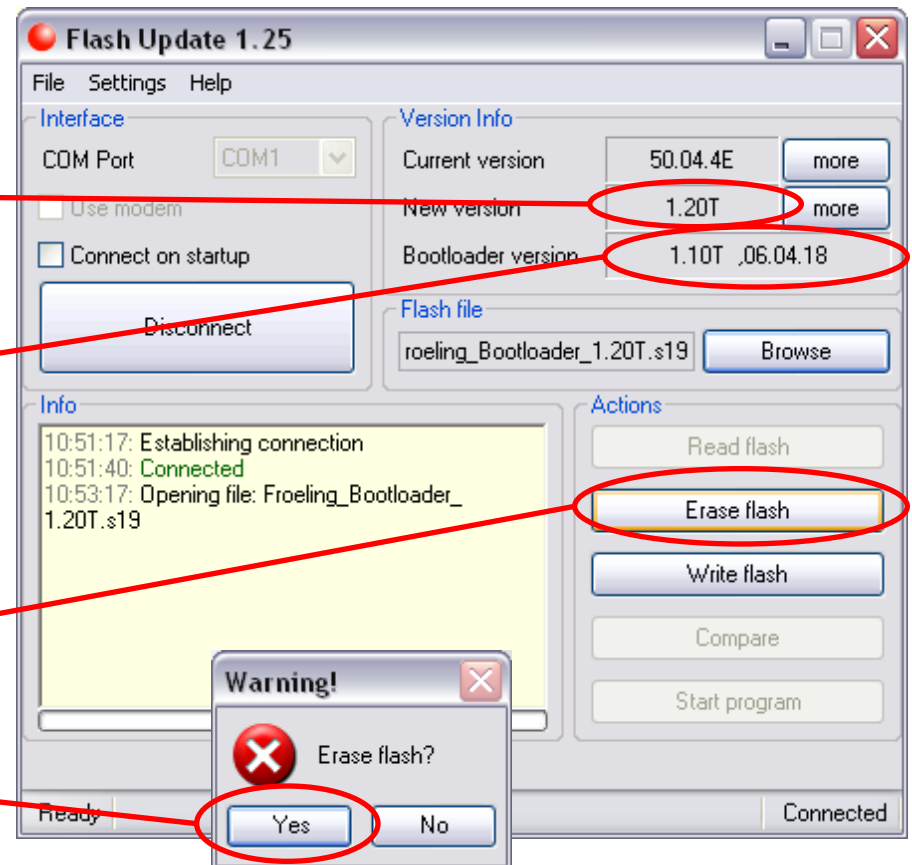 Flash Update 1.25
File Settings Help
Interface
COM Port COM1
Use modem
Connect on startup
Disconnect
Version Info
Current version 50.04.4E more
New version 1.20T more
Bootloader version 1.10T ,06.04.18
Flash file
roeling_Bootloader_1.20T.s19 Browse
Info
10:51:17: Establishing connection
10:51:40: Connected
10:53:17: Opening file: Froeling_Bootloader_
1.20T.s19
Actions
Read flash
Erase flash
Write flash
Compare
Start program
Warning!
Erase flash?
Yes No
Ready Connected